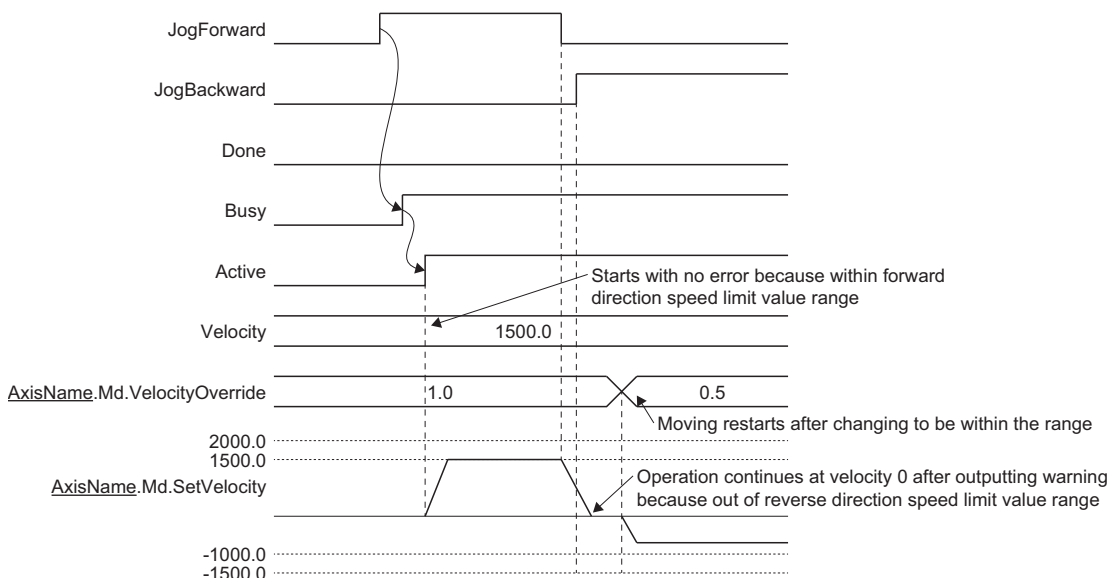 JogForward
JogBackward
Done
Busy
Active
Starts with no error because within forward
direction speed limit value range
Velocity
1500.0
AxisName.Md.VelocityOverride
1.0
0.5
Moving restarts after changing to be within the range
2000.0
1500.0
Operation continues at velocity 0 after outputting warning
because out of reverse direction speed limit value range
AxisName.Md.SetVelocity
-1000.0
-1500.0